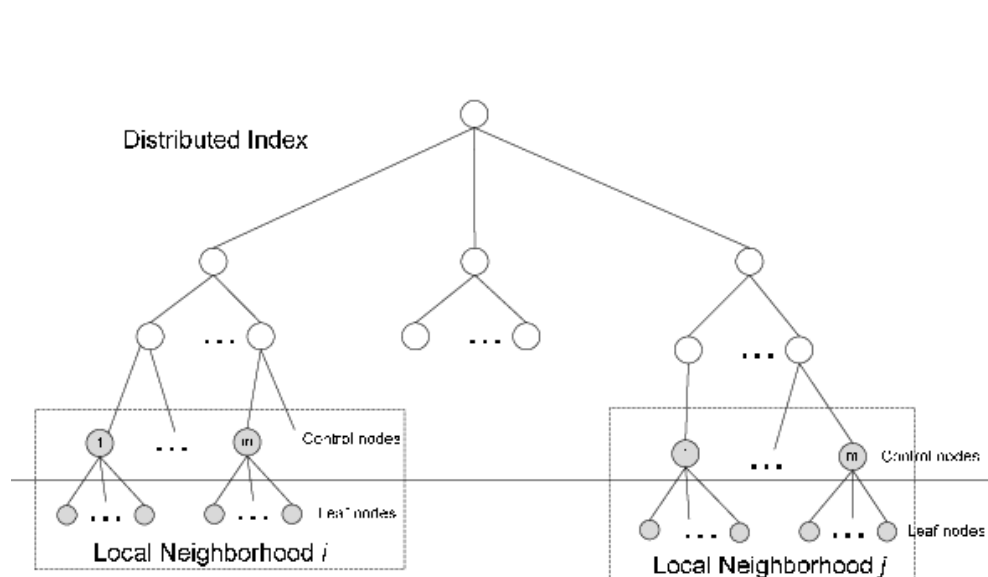 Distributed Index
1
m
Control nodes
m
Control nodes
Leaf nodes
Leaf nodes
Local Neighborhood i
Local Neighborhood j